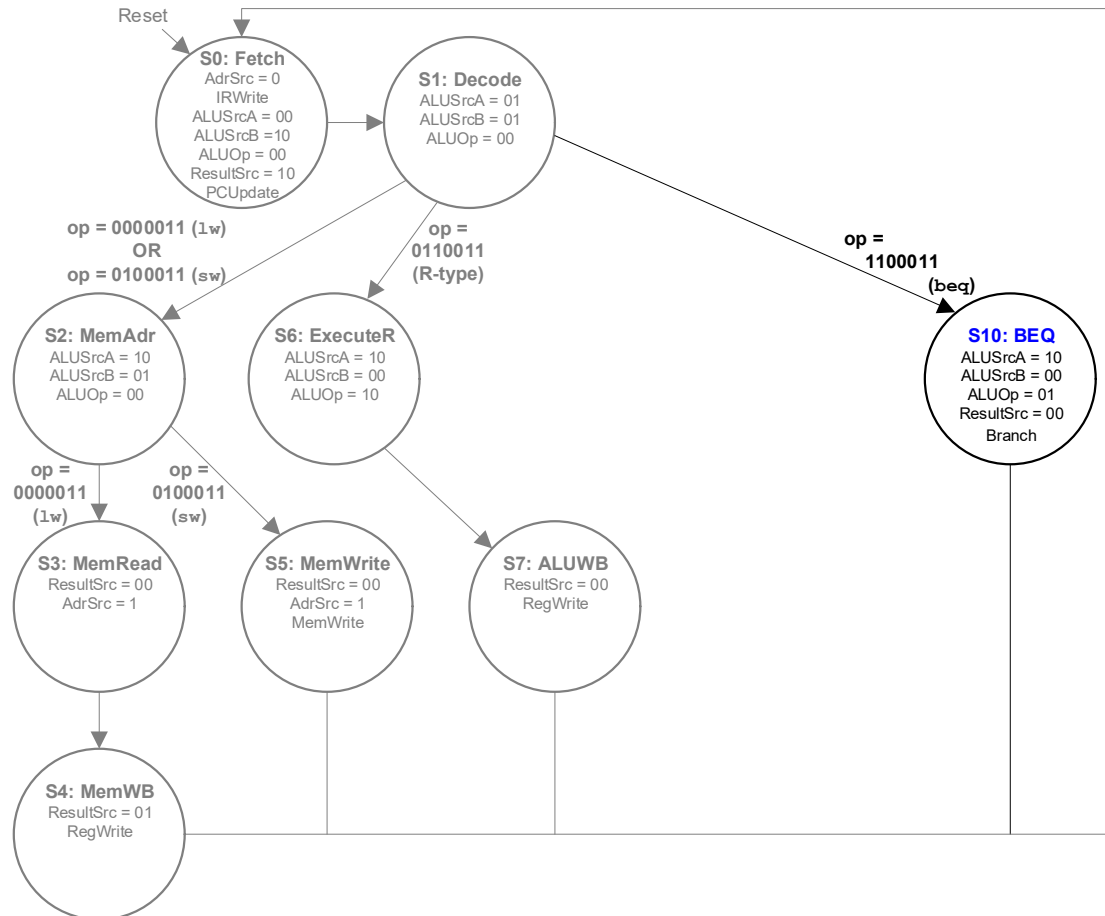 Reset
S0: Fetch
AdrSrc = 0
IRWrite
ALUSrcA = 00
ALUSrcB =10
ALUOp = 00
ResultSrc = 10
PCUpdate
S1: Decode
ALUSrcA = 01
ALUSrcB = 01
ALUOp = 00
op = 0000011 (lw)
OR
op = 0100011 (sw)
op =
0110011
(R-type)
op =
1100011
(beq)
S2: MemAdr
ALUSrcA = 10
ALUSrcB = 01
ALUOp = 00
S6: ExecuteR
ALUSrcA = 10
ALUSrcB = 00
ALUOp = 10
S10: BEQ
ALUSrcA = 10
ALUSrcB = 00
ALUOp = 01
ResultSrc = 00
Branch
op =
0000011
(lw)
op =
0100011
(sw)
S3: MemRead
ResultSrc = 00
AdrSrc = 1
S5: MemWrite
ResultSrc = 00
AdrSrc = 1
MemWrite
S7: ALUWB
ResultSrc = 00
RegWrite
S4: MemWB
ResultSrc = 01
RegWrite